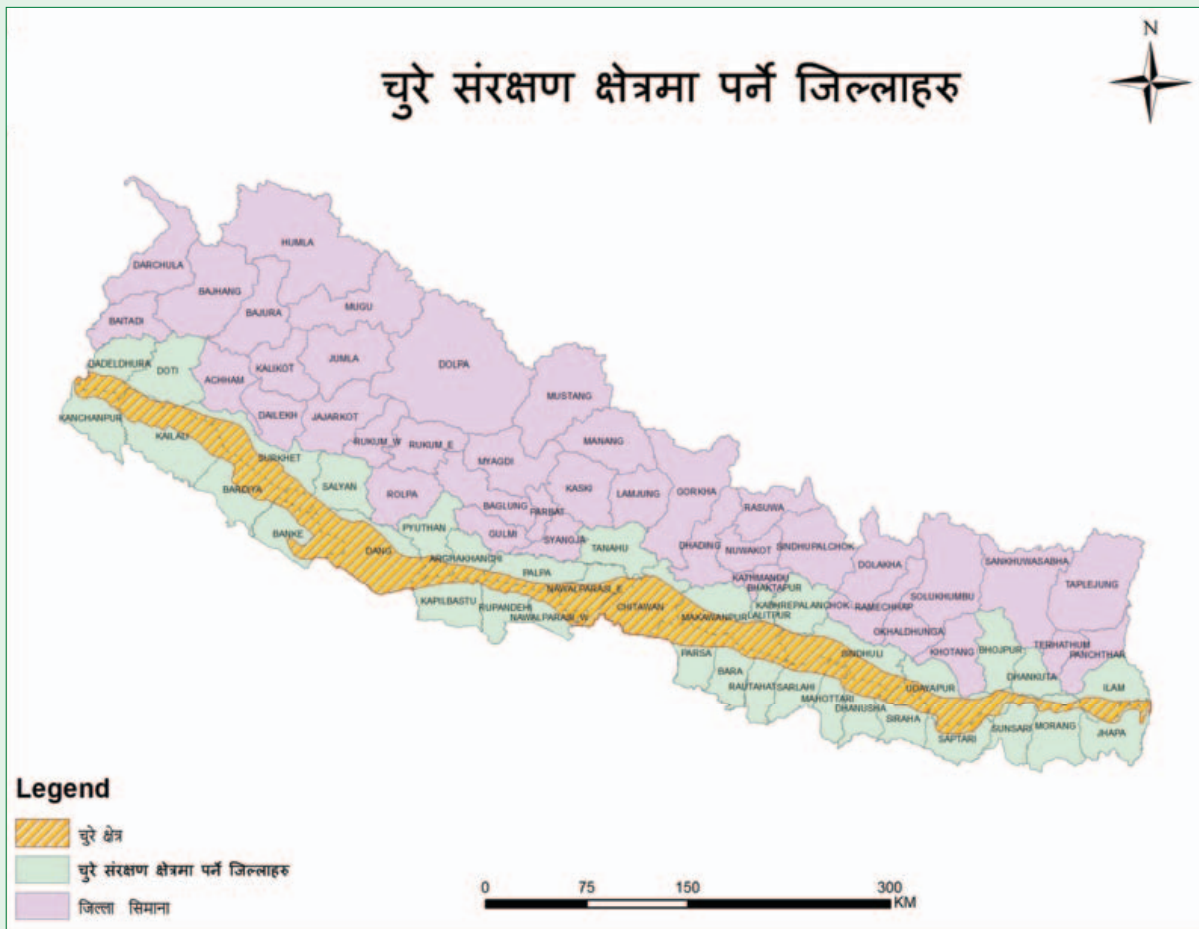 चुरे संरक्षण क्षेत्रमा पर्ने जिल्लाहरु
N
HUMLA
DARCHULA
BAJHANG
BAJURA
MUGU
BAITADI
DADELDHURA
DOTI
ACHHAM
KALIKOT
JUMLA
DOLPA
MUSTANG
KANCHANPUR
KAILALI
DAILEKH
JAJARKOT
RUKUM_W
RUKUM_E
MYAGDI
MANANG
SURKHET
SALYAN
ROLPA
BAGLUNG
PARBAT
KASKI
LAMJUNG
GORKHA
RASUWA
BARDIYA
BANKE
DANG
PYUTHAN
GULMI
SYANGJA
TANAHU
DHADING
NUWAKOT
SINDHUPALCHOK
DOLAKHA
SANKHUWASABHA
TAPLEJUNG
ARGHAKHANCHI
PALPA
NAWALPARASI_E
KATHMANDU
BHAKTAPUR
KABHREPALANCHOK
RAMECHHAP
SOLUKHUMBU
KAPILBASTU
RUPANDEHI
NAWALPARASI_W
CHITAWAN
MAKAWANPUR
LALITPUR
OKHALDHUNGA
KHOTANG
BHOJPUR
TERHATHUM
PANCHTHAR
PARSA
BARA
RAUTAHAT
SARLAHI
MAHOTTARI
DHANUSHA
SINDHULI
UDAYAPUR
DHANKUTA
ILAM
SIRAHA
SAPTARI
SUNSARI
MORANG
JHAPA
Legend
चुरे क्षेत्र
चुरे संरक्षण क्षेत्रमा पर्ने जिल्लाहरु
जिल्ला सिमाना
0 75 150 300
KM